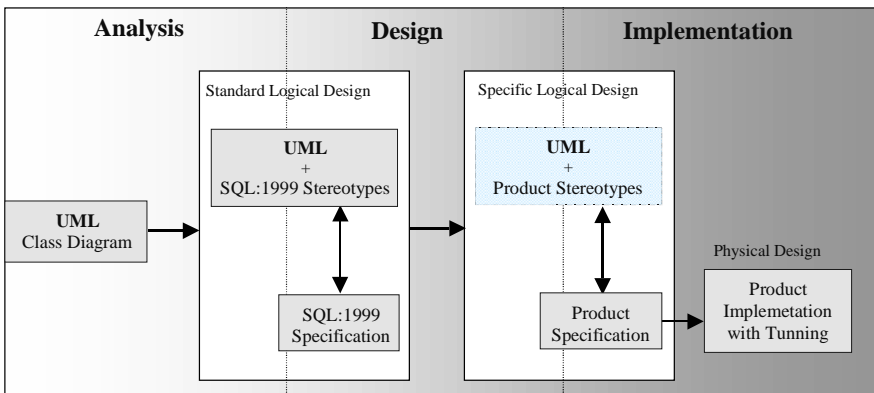 Analysis
Design
Implementation
Standard Logical Design
Specific Logical Design
UML
+
SQL:1999 Stereotypes
UML
+
Product Stereotypes
UML
Class Diagram
Physical Design
SQL:1999
Specification
Product
Specification
Product
Implemetation
with Tunning